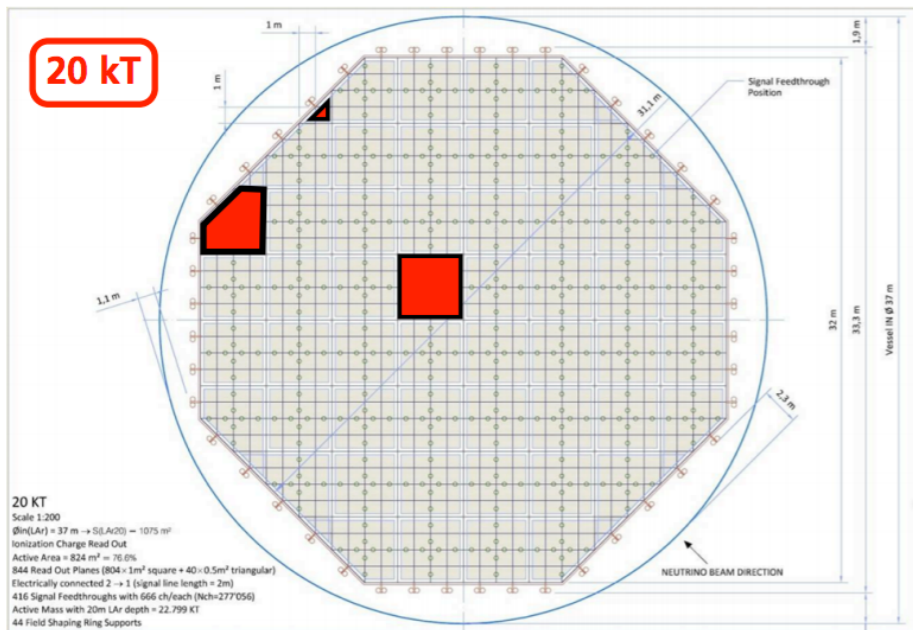 20 kT
1 m
1 m
1,9 m
Signal Feedthrough
Position
31,1 m
1,1 m
32 m
33,3 m
Vessel IN Ø 37 m
2,3 m
NEUTRINO BEAM DIRECTION
20 KT
Scale 1:200
Øin(LAr) = 37 m → S(LAr20) = 1075 m²
Ionization Charge Read Out
Active Area = 824 m² = 76.6%
844 Read Out Planes (804×1m² square + 40×0.5m² triangular)
Electrically connected 2 → 1 (signal line length = 2m)
416 Signal Feedthroughs with 666 ch/each (Nch=277'056)
Active Mass with 20m LAr depth = 22.799 KT
44 Field Shaping Ring Supports